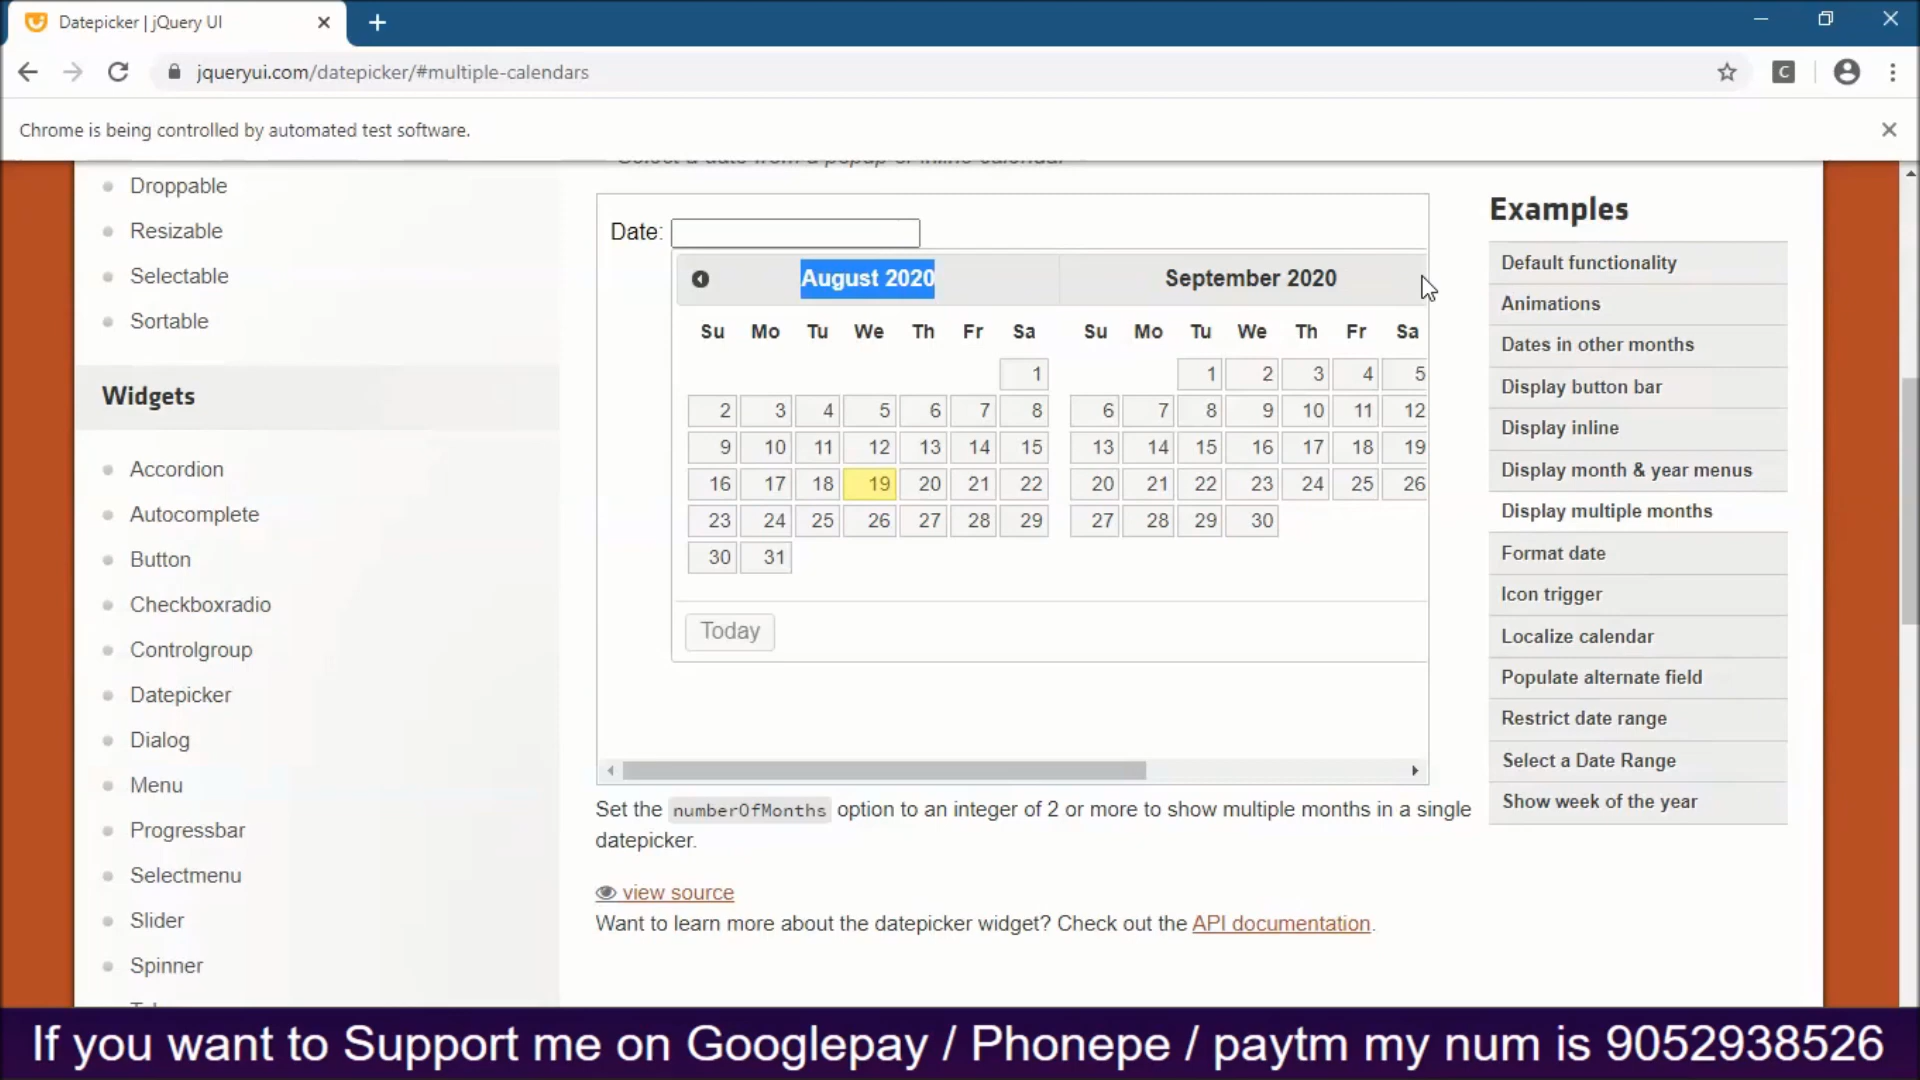 Datepicker | jQuery UI
jqueryui.com/datepicker/#multiple-calendars
C
Chrome is being controlled by automated test software.
Select a date from a popup or inline calendar
Droppable
Resizable
Selectable
Sortable
Widgets
Accordion
Autocomplete
Button
Checkboxradio
Controlgroup
Datepicker
Dialog
Menu
Progressbar
Selectmenu
Slider
Spinner
Date:
August 2020
Su Mo Tu We Th Fr Sa
1
2 3 4 5 6 7 8
9 10 11 12 13 14 15
16 17 18 19 20 21 22
23 24 25 26 27 28 29
30 31
September 2020
Su Mo Tu We Th Fr Sa
1 2 3 4 5
6 7 8 9 10 11 12
13 14 15 16 17 18 19
20 21 22 23 24 25 26
27 28 29 30
Today
Set the numberOfMonths option to an integer of 2 or more to show multiple months in a single
datepicker.
view source
Want to learn more about the datepicker widget? Check out the API documentation.
Examples
Default functionality
Animations
Dates in other months
Display button bar
Display inline
Display month & year menus
Display multiple months
Format date
Icon trigger
Localize calendar
Populate alternate field
Restrict date range
Select a Date Range
Show week of the year
If you want to Support me on Googlepay / Phonepe / paytm my num is 9052938526